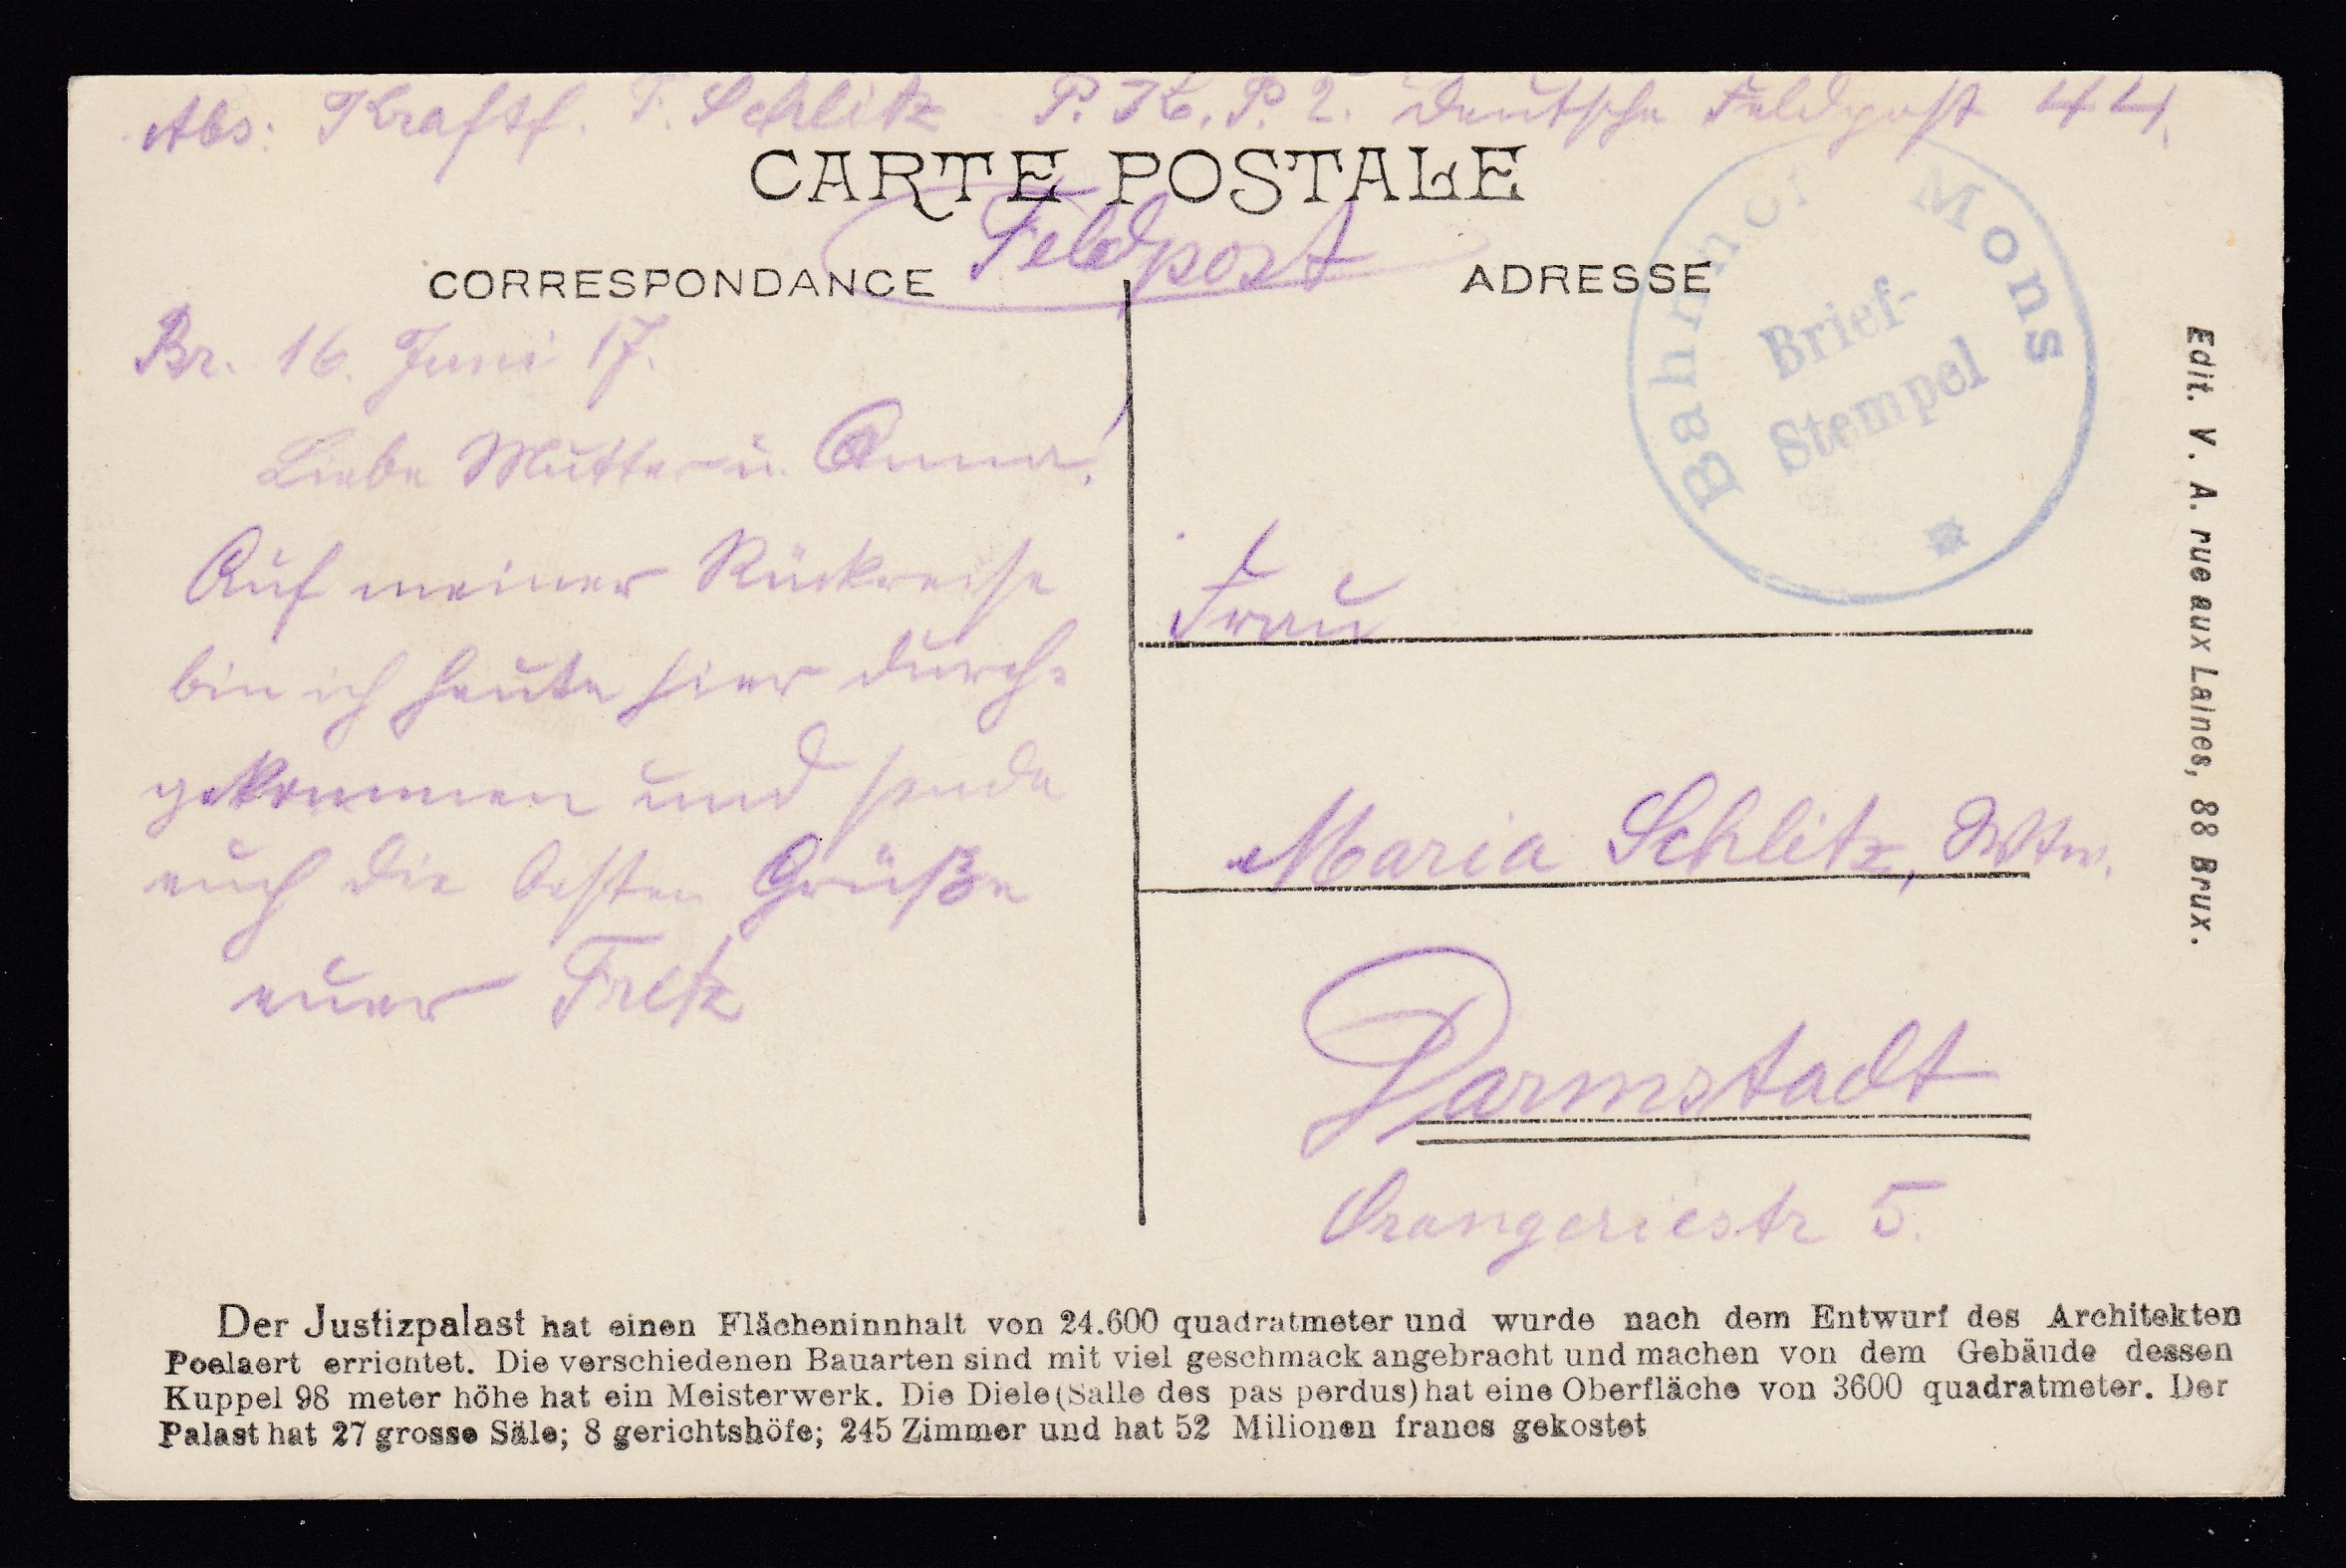 Abs: Kraftf. F. Schlitz P. K. P. 2. Deutsche Feldpost 44.
CARTE POSTALE
Feldpost
CORRESPONDANCE
ADRESSE
Br. 16. Juni 17.
Liebe Mutter u. Anna!
Auf meiner Rückreise
bin ich heute hier durch-
gekommen und sende
euch die besten Grüße
euer Fritz
Mons
Brief-
Stempel
Frau
Maria Schlitz, Wtw.
Darmstadt
Orangeriestr 5.
Edit. V. A. rue aux Laines, 88 Brux.
Der Justizpalast hat einen Flächeninnhalt von 24.600 quadratmeter und wurde nach dem Entwurf des Architekten
Poelaert errichtet. Die verschiedenen Bauarten sind mit viel geschmack angebracht und machen von dem Gebäude dessen
Kuppel 98 meter höhe hat ein Meisterwerk. Die Diele (Salle des pas perdus) hat eine Oberfläche von 3600 quadratmeter. Der
Palast hat 27 grosse Säle; 8 gerichtshöfe; 245 Zimmer und hat 52 Milionen francs gekostet